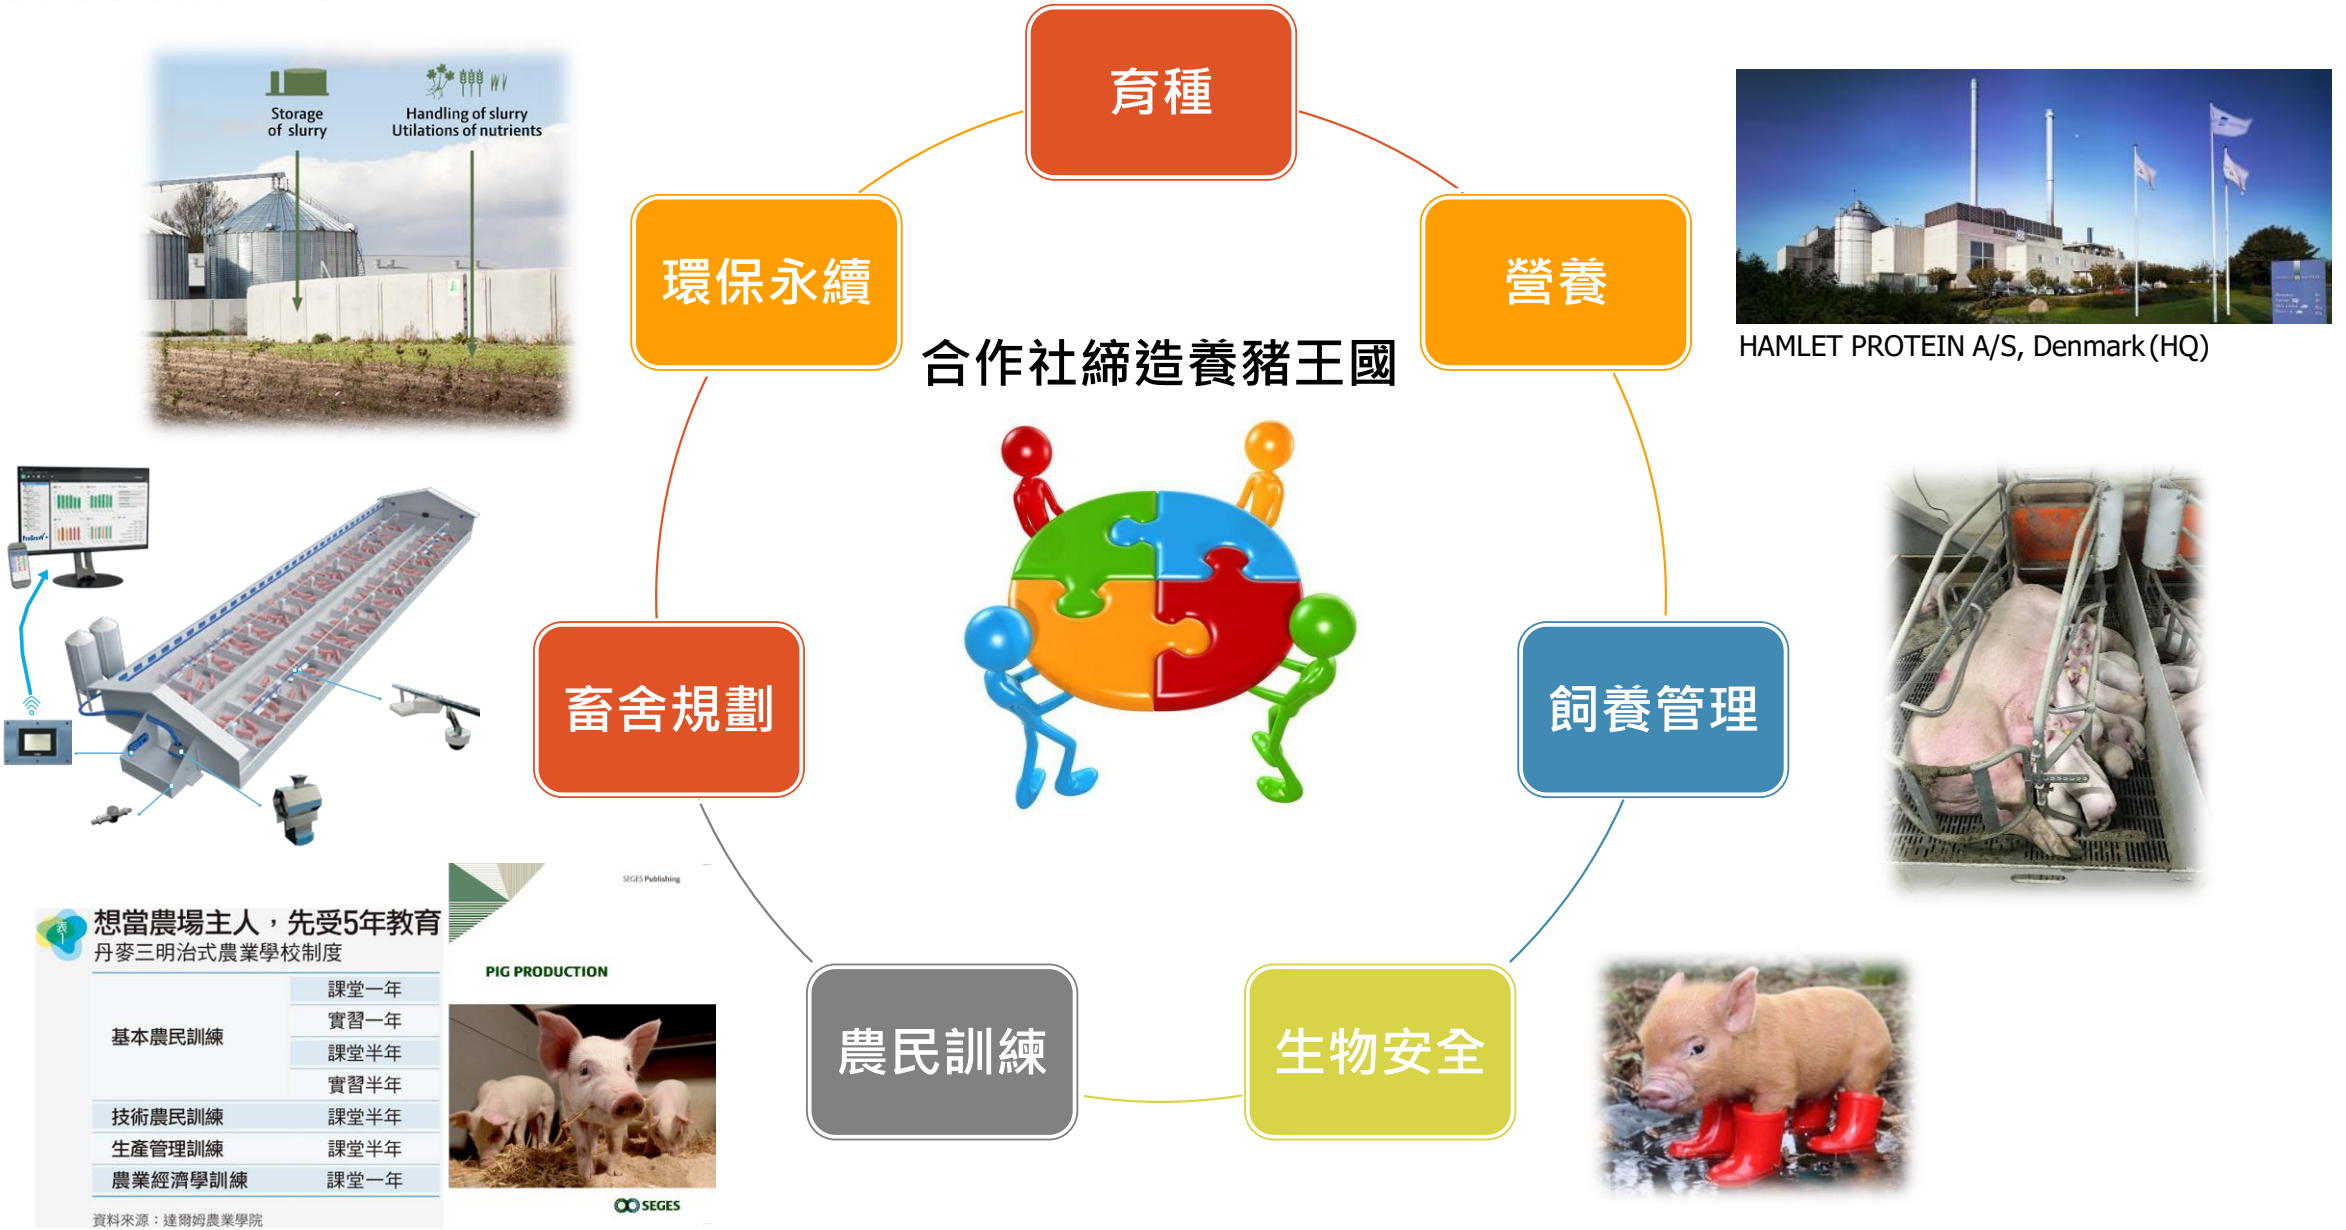 育種
Storage
of slurry
Handling of slurry
Utilations of nutrients
環保永續
營養
合作社締造養豬王國
HAMLET PROTEIN A/S, Denmark (HQ)
畜舍規劃
飼養管理
農民訓練
生物安全
表1
想當農場主人，先受5年教育
丹麥三明治式農業學校制度
基本農民訓練
課堂一年
實習一年
課堂半年
實習半年
技術農民訓練 課堂半年
生產管理訓練 課堂半年
農業經濟學訓練 課堂一年
資料來源：達爾姆農業學院
SEGES Publishing
PIG PRODUCTION
SEGES